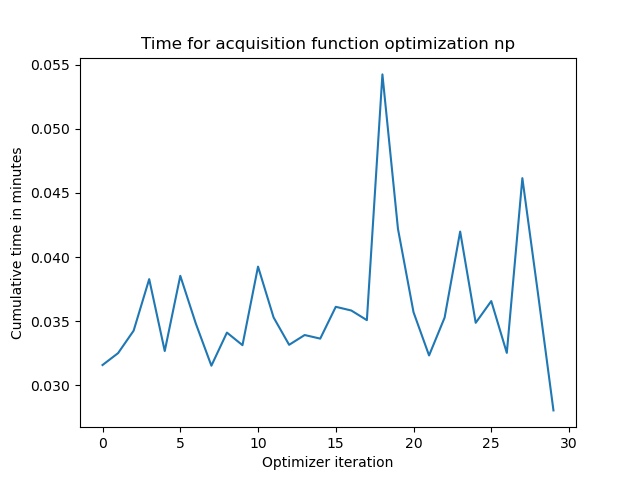 Time for acquisition function optimization np
0.055
0.050
0.045
0.040
0.035
0.030
Cumulative time in minutes
0 5 10 15 20 25 30
Optimizer iteration